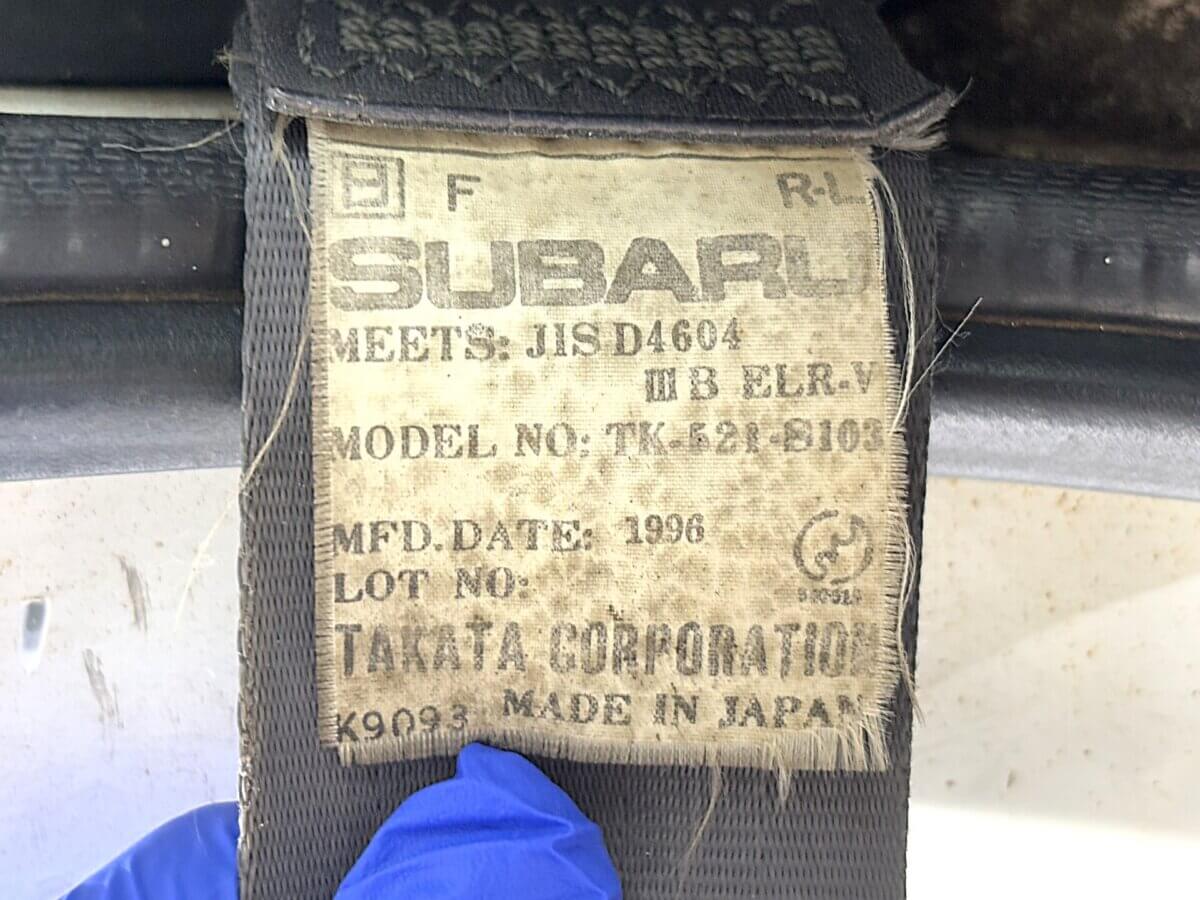 F R-L
SUBARU
MEETS: JIS D4604
III B ELR-V
MODEL NO: TK-521-S103
MFD.DATE: 1996
LOT NO:
TAKATA CORPORATION
K9093 MADE IN JAPAN